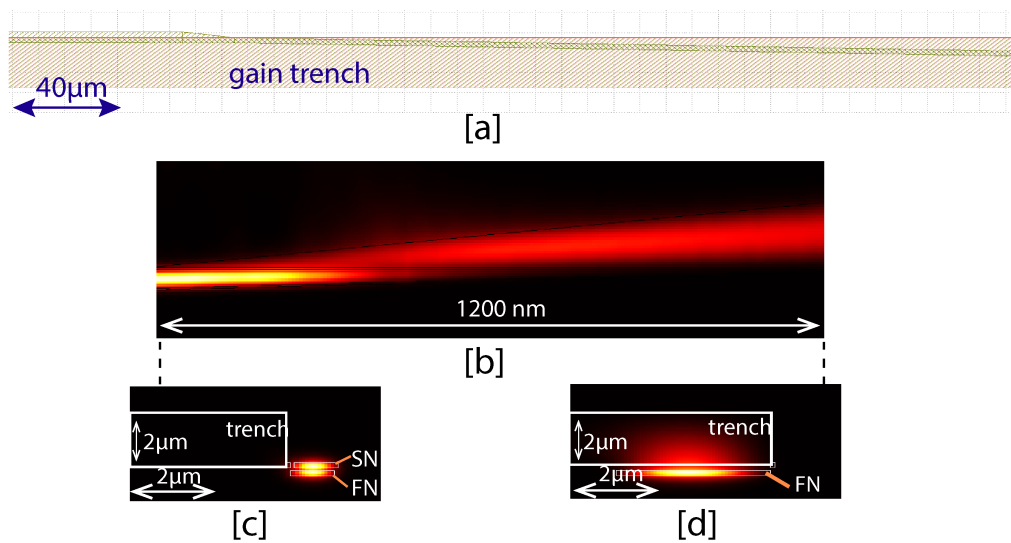 gain trench
40μm
[a]
1200 nm
[b]
trench
2μm
SN
2μm
FN
[c]
trench
2μm
2μm
FN
[d]